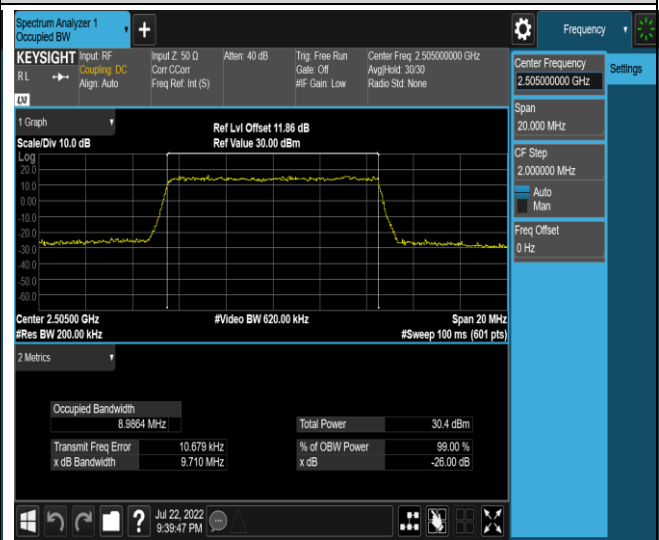 Spectrum Analyzer 1
Occupied BW
+
Frequency
KEYSIGHT Input: RF Input Z: 50 Ω Atten: 40 dB Trig: Free Run Center Freq: 2.505000000 GHz
RL Coupling: DC Corr CCorr Gate: Off Avg|Hold: 30/30
Align: Auto Freq Ref: Int (S) #IF Gain: Low Radio Std: None
LXI
Center Frequency
2.505000000 GHz
Settings
Span
20.000 MHz
CF Step
2.000000 MHz
Auto
Man
Freq Offset
0 Hz
1 Graph
Ref Lvl Offset 11.86 dB
Scale/Div 10.0 dB Ref Value 30.00 dBm
Log
20.0
10.0
0.00
-10.0
-20.0
-30.0
-40.0
-50.0
-60.0
Center 2.50500 GHz #Video BW 620.00 kHz Span 20 MHz
#Res BW 200.00 kHz #Sweep 100 ms (601 pts)
2 Metrics
Occupied Bandwidth
8.9864 MHz Total Power 30.4 dBm
Transmit Freq Error 10.679 kHz % of OBW Power 99.00 %
x dB Bandwidth 9.710 MHz x dB -26.00 dB
? Jul 22, 2022
9:39:47 PM